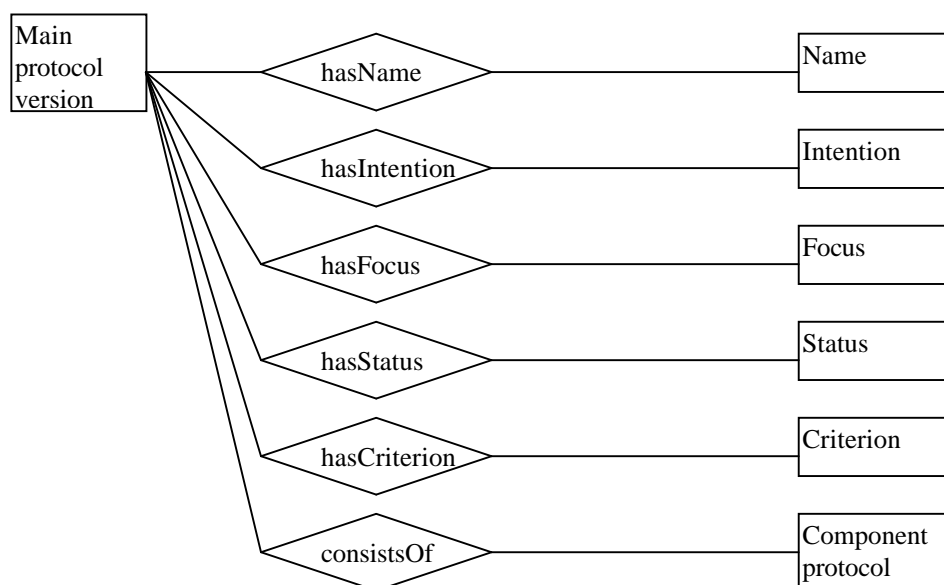 Main
protocol
version
hasName
Name
hasIntention
Intention
hasFocus
Focus
hasStatus
Status
hasCriterion
Criterion
consistsOf
Component
protocol